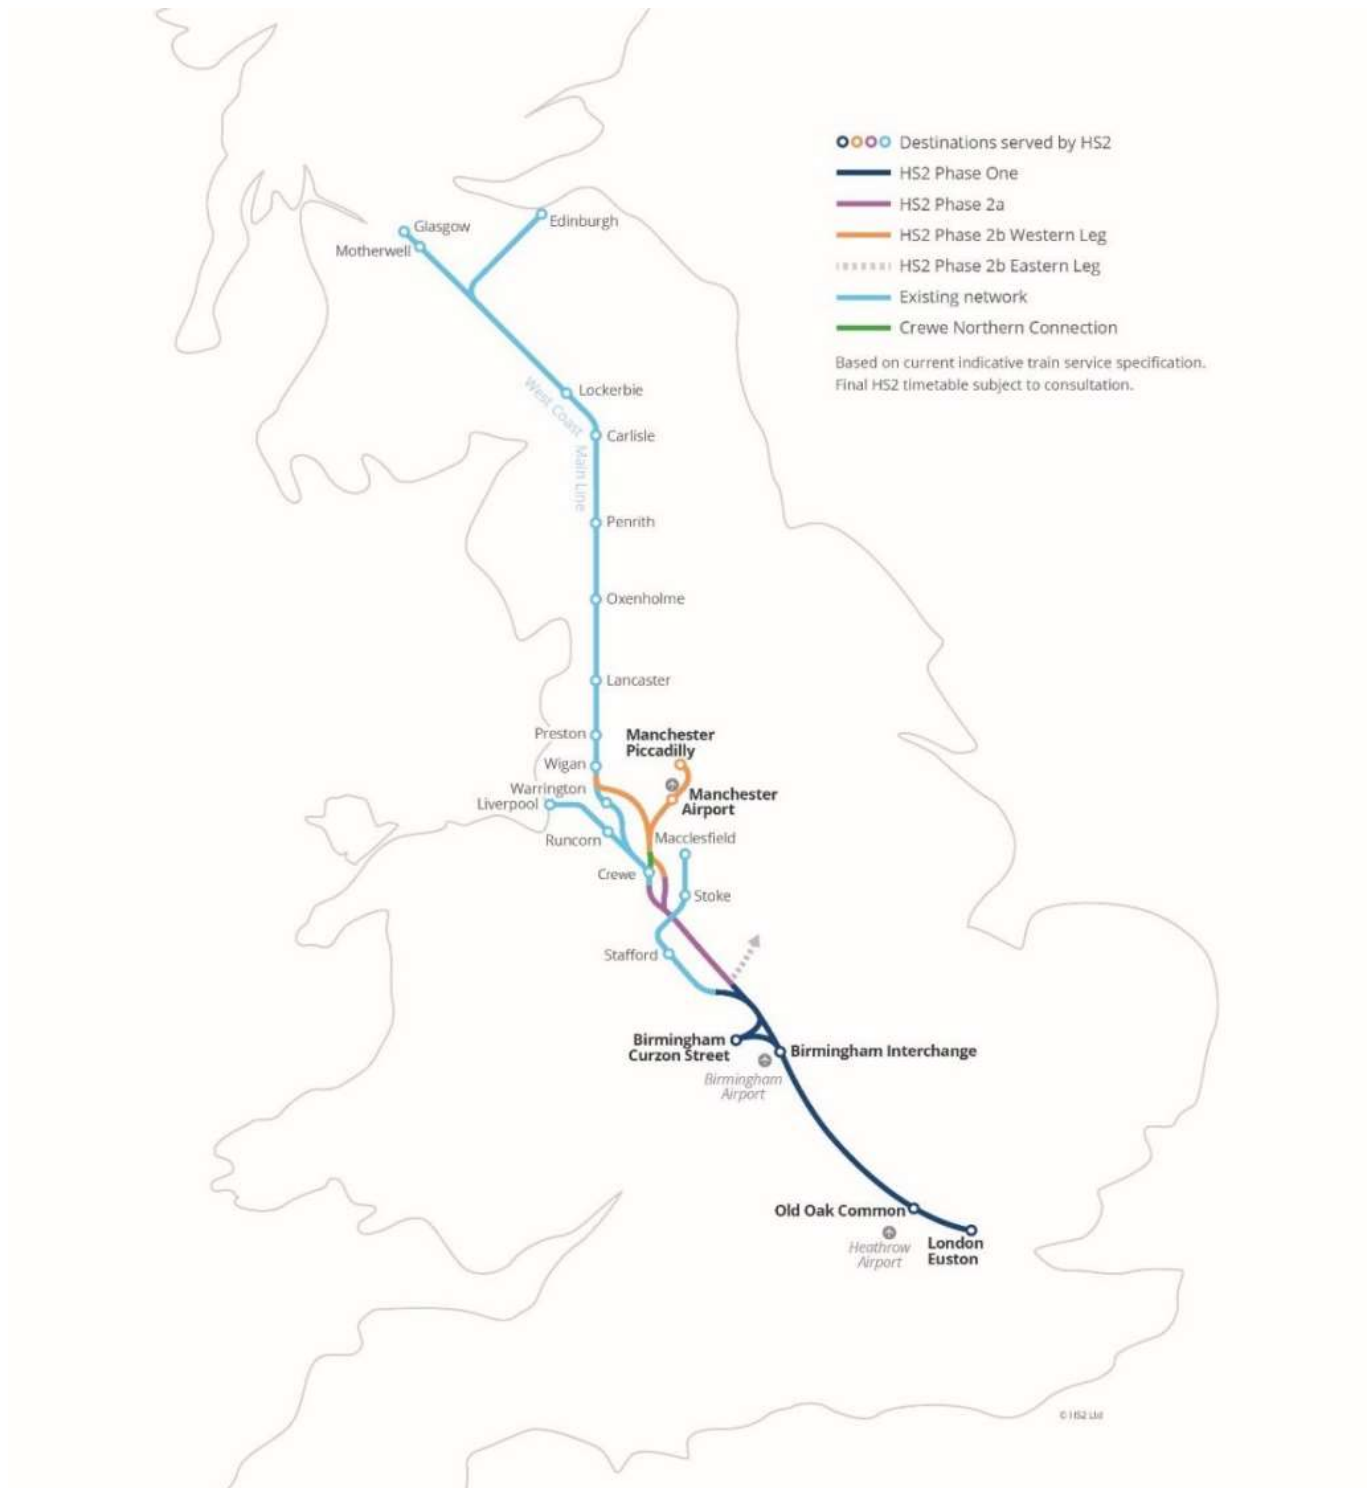 Destinations served by HS2
HS2 Phase One
HS2 Phase 2a
HS2 Phase 2b Western Leg
HS2 Phase 2b Eastern Leg
Existing network
Crewe Northern Connection
Based on current indicative train service specification.
Final HS2 timetable subject to consultation.
Glasgow
Edinburgh
Motherwell
Lockerbie
West Coast Main Line
Carlisle
Penrith
Oxenholme
Lancaster
Preston
Manchester
Piccadilly
Wigan
Warrington
Manchester
Airport
Liverpool
Runcorn
Macclesfield
Crewe
Stoke
Stafford
Birmingham
Curzon Street
Birmingham Interchange
Birmingham
Airport
Old Oak Common
Heathrow
Airport
London
Euston
© HS2 Ltd